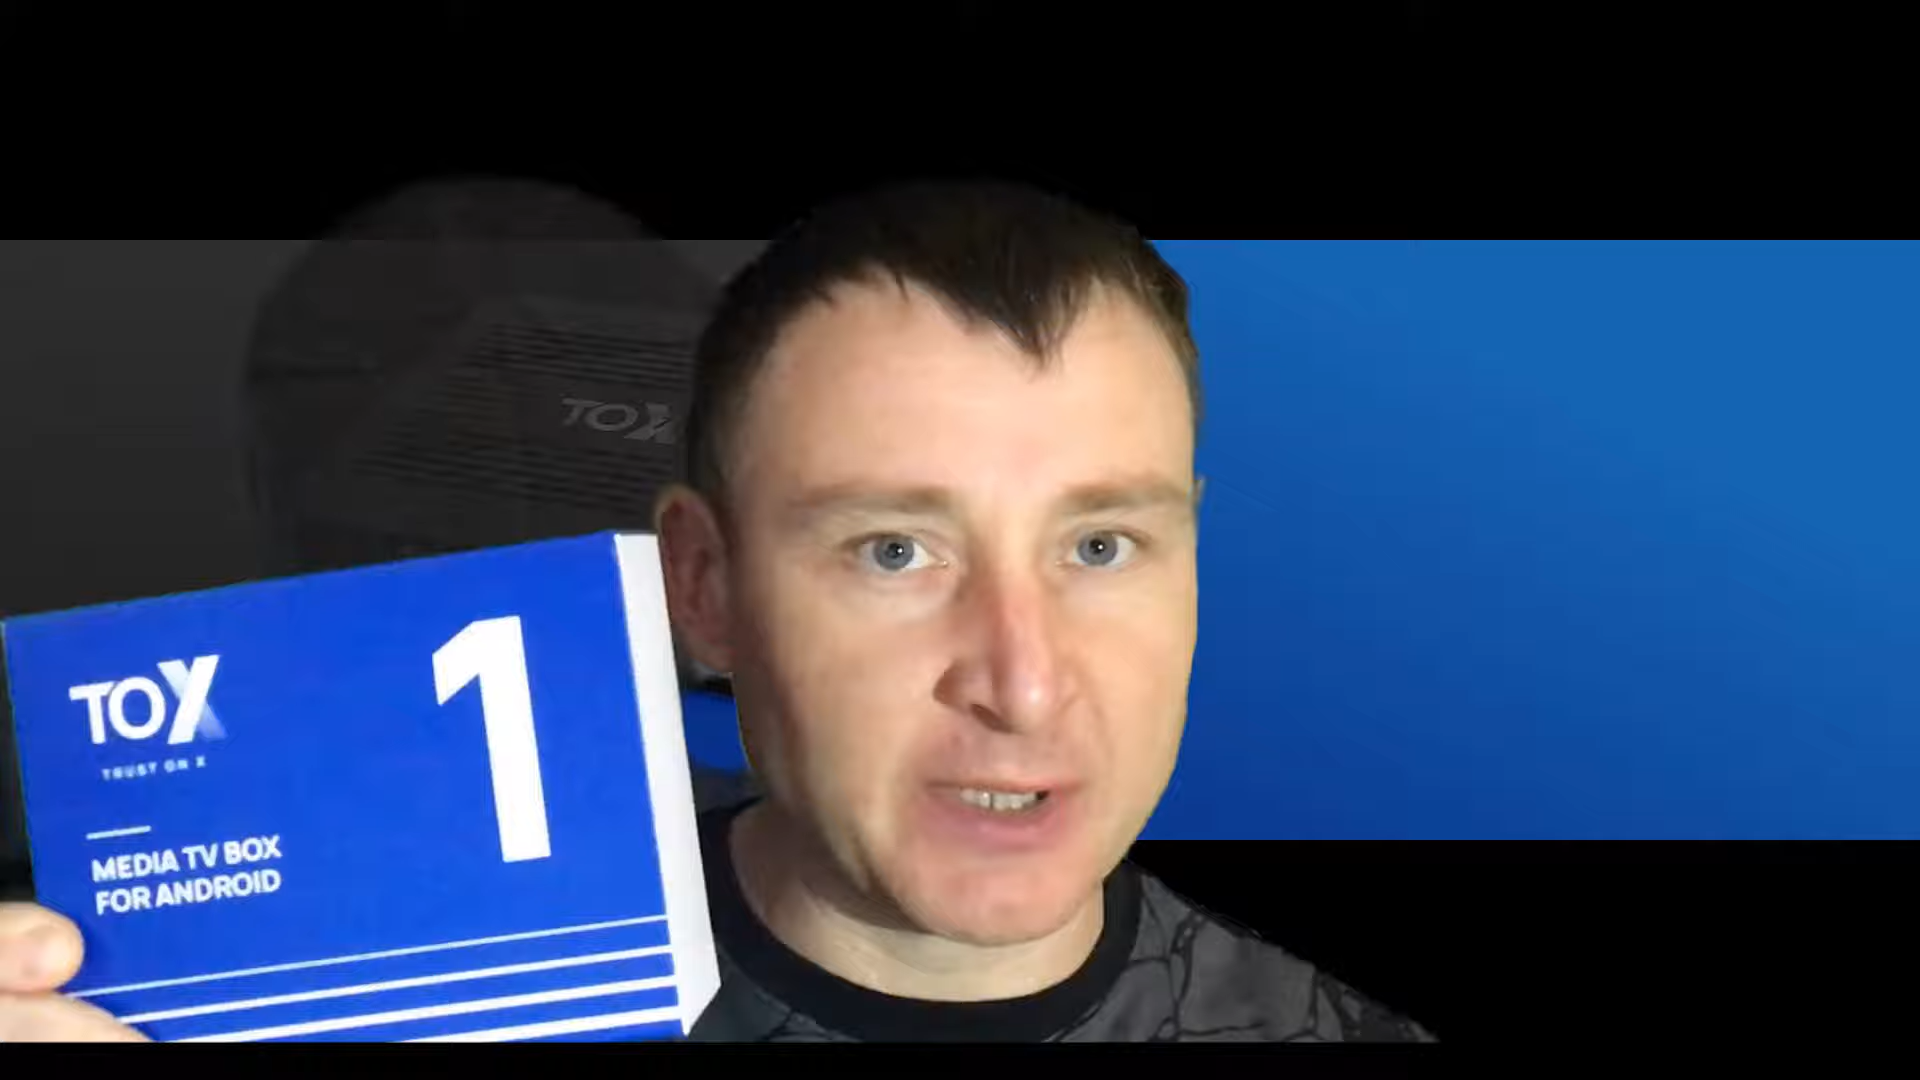 TOX
TOX
TRUST ON X
1
MEDIA TV BOX
FOR ANDROID